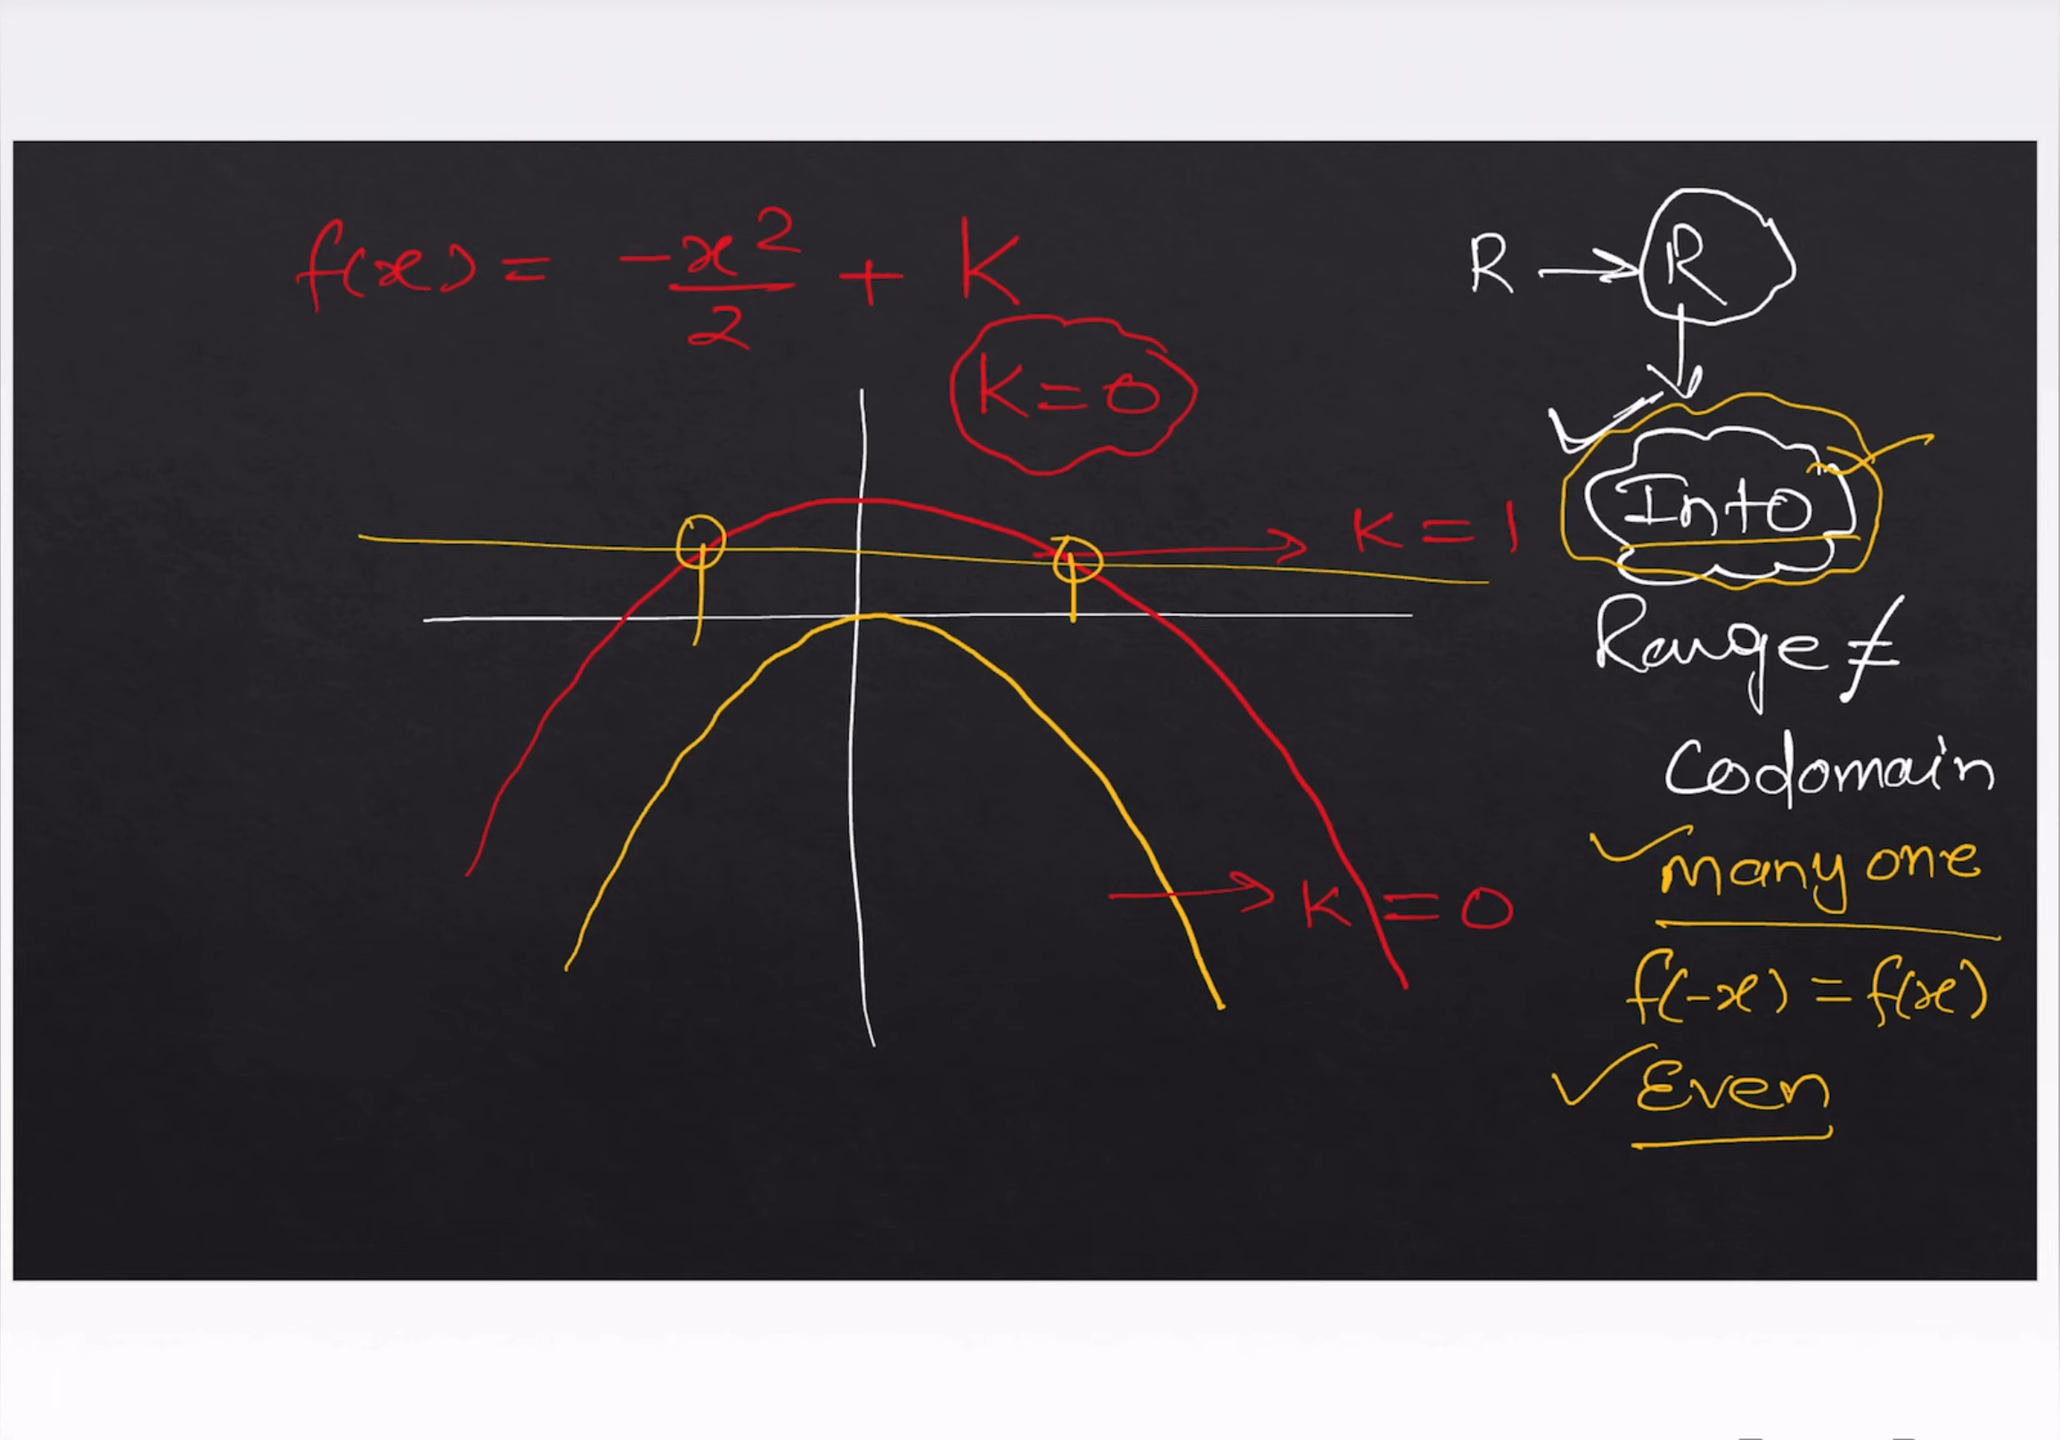 f(x) = -x²/2 + K
K = 0
K = 1
K = 0
R → R
Into
Range ≠
Codomain
many one
f(-x) = f(x)
Even